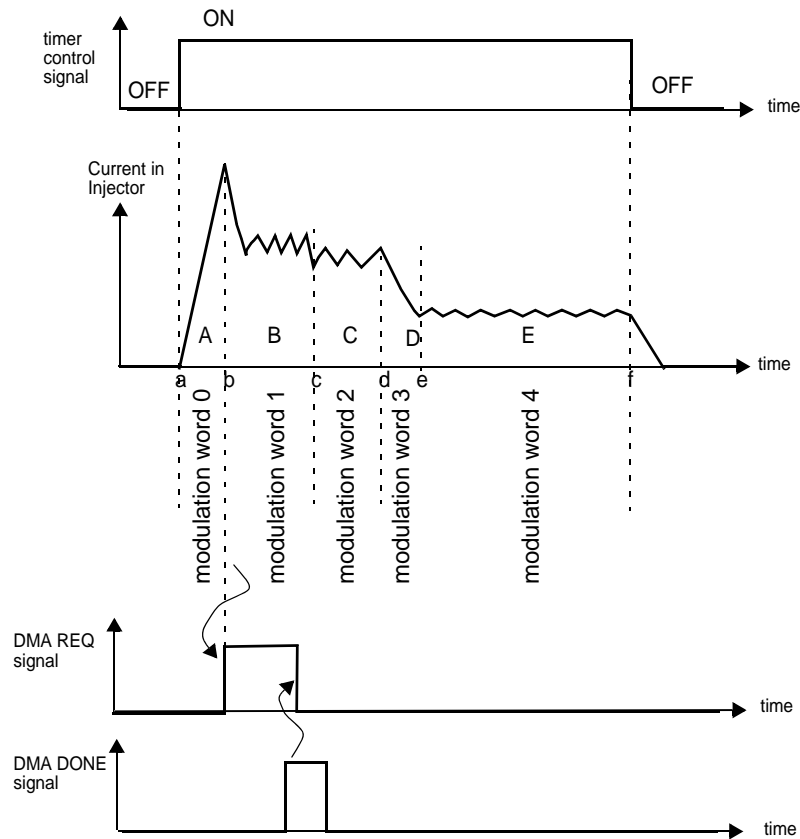 ON
timer
control
signal
OFF
OFF
time
Current in
Injector
A
B
C
D
E
time
a
b
c
d
e
f
modulation word 0
modulation word 1
modulation word 2
modulation word 3
modulation word 4
DMA REQ
signal
time
DMA DONE
signal
time